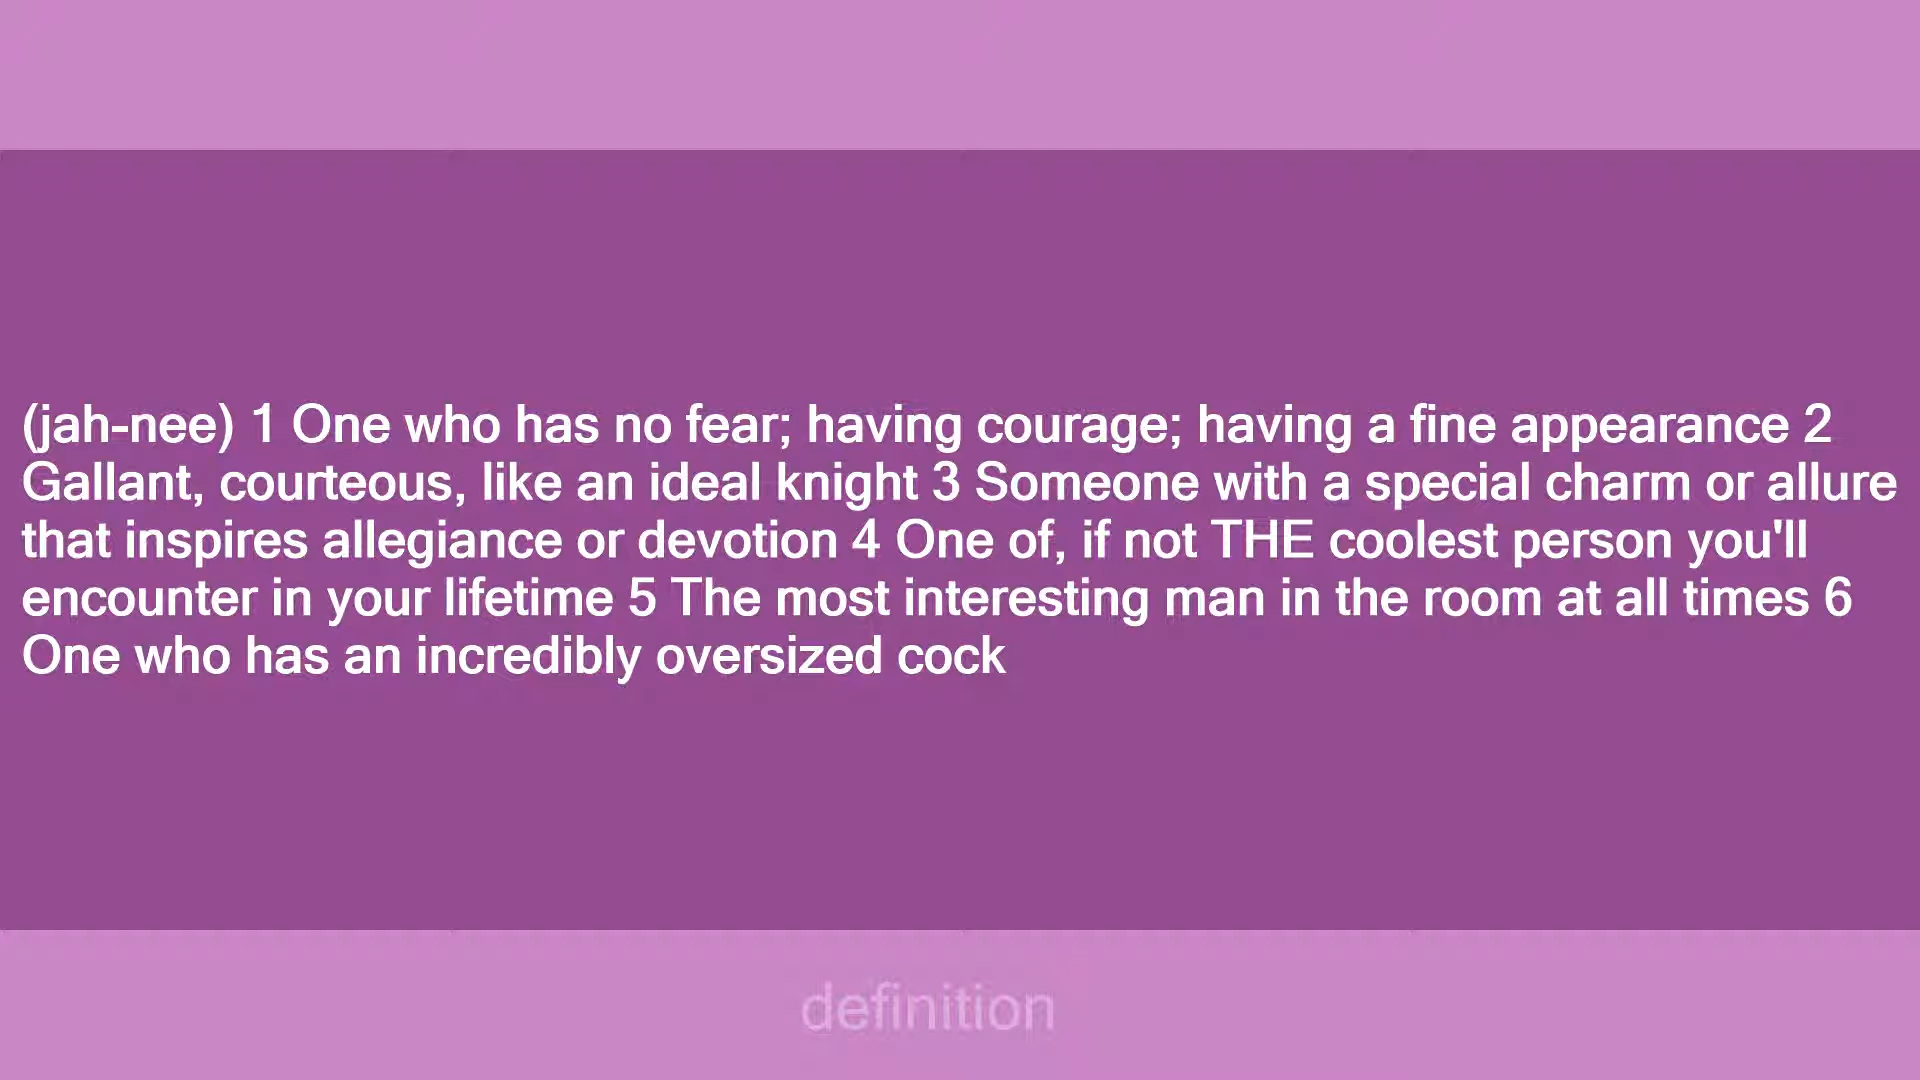 (jah-nee) 1 One who has no fear; having courage; having a fine appearance 2
Gallant, courteous, like an ideal knight 3 Someone with a special charm or allure
that inspires allegiance or devotion 4 One of, if not THE coolest person you'll
encounter in your lifetime 5 The most interesting man in the room at all times 6
One who has an incredibly oversized cock
definition